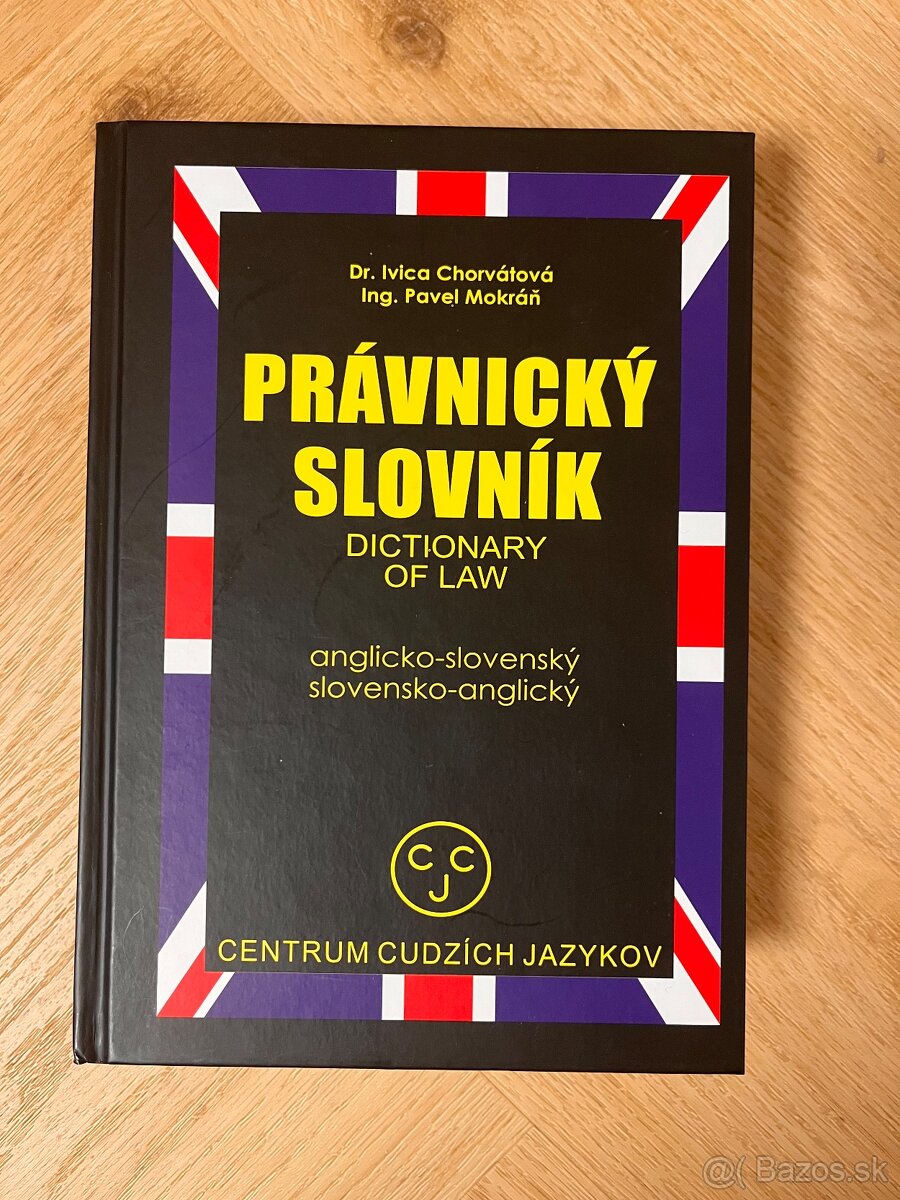 Dr. Ivica Chorvátová
Ing. Pavel Mokráň
PRÁVNICKÝ
SLOVNÍK
DICTIONARY
OF LAW
anglicko-slovenský
slovensko-anglický
C C
J
CENTRUM CUDZÍCH JAZYKOV
@( Bazos.sk